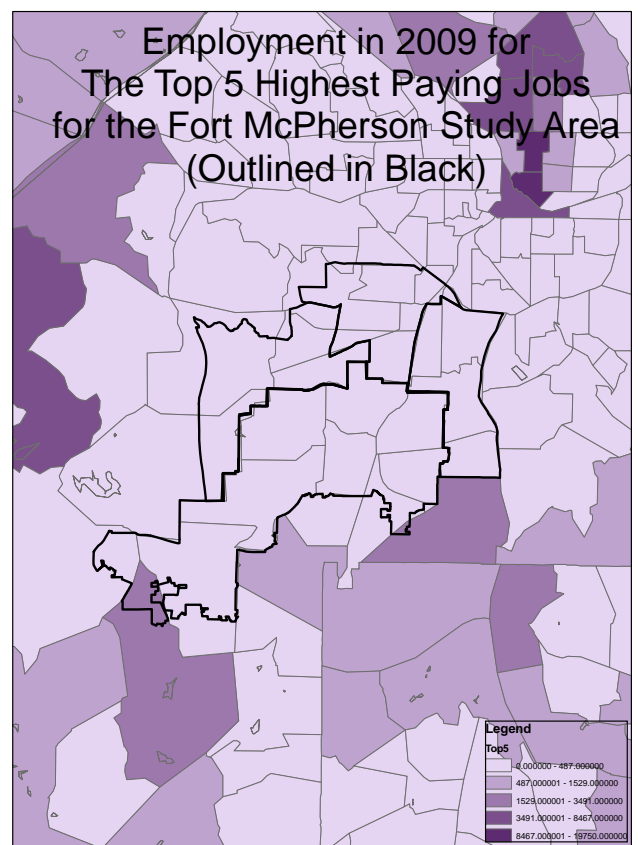 Employment in 2009 for
The Top 5 Highest Paying Jobs
for the Fort McPherson Study Area
(Outlined in Black)
Legend
Top5
0.000000 - 487.000000
487.000001 - 1529.000000
1529.000001 - 3491.000000
3491.000001 - 8467.000000
8467.000001 - 19750.000000